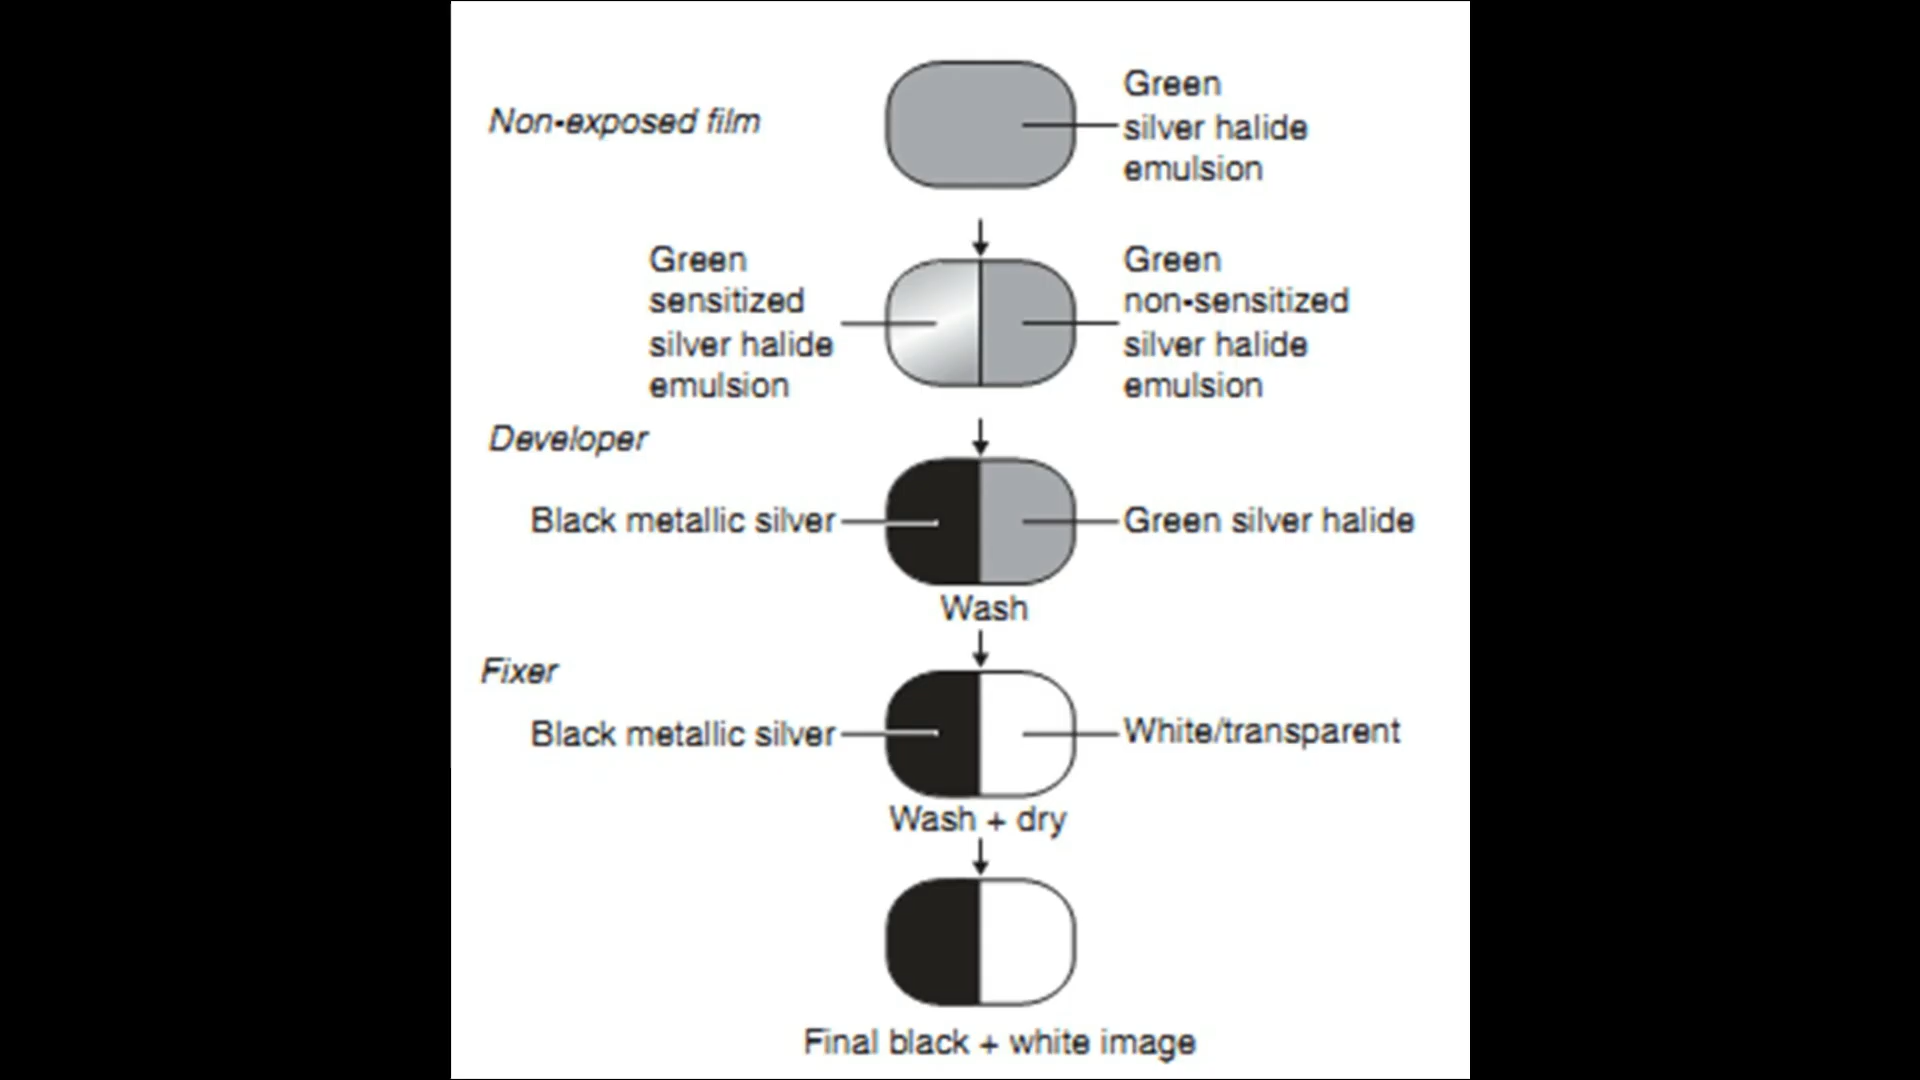 Non-exposed film
Green
silver halide
emulsion
Green
sensitized
silver halide
emulsion
Green
non-sensitized
silver halide
emulsion
Developer
Black metallic silver
Green silver halide
Wash
Fixer
Black metallic silver
White/transparent
Wash + dry
Final black + white image